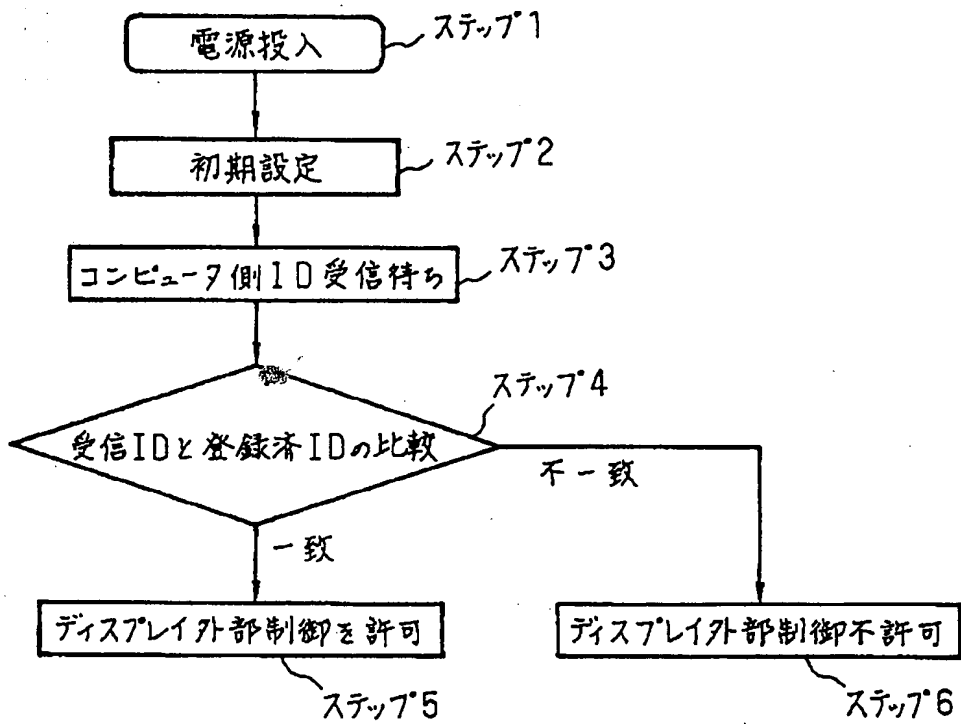 電源投入
ステップ1
初期設定
ステップ2
コンピュータ側ID受信待ち
ステップ3
ステップ4
受信IDと登録済IDの比較
不一致
一致
ディスプレイ外部制御を許可
ディスプレイ外部制御不許可
ステップ5
ステップ6